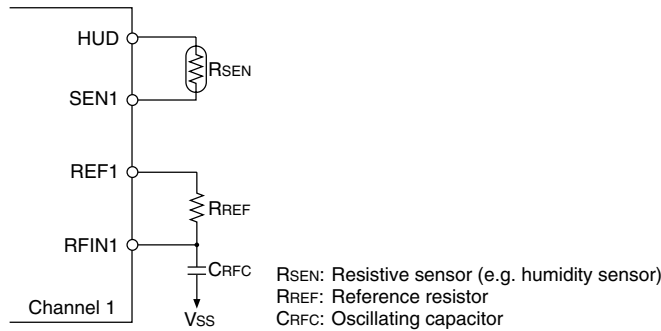 HUD
RSEN
SEN1
REF1
RREF
RFIN1
CRFC
Channel 1
VSS
RSEN: Resistive sensor (e.g. humidity sensor)
RREF: Reference resistor
CRFC: Oscillating capacitor